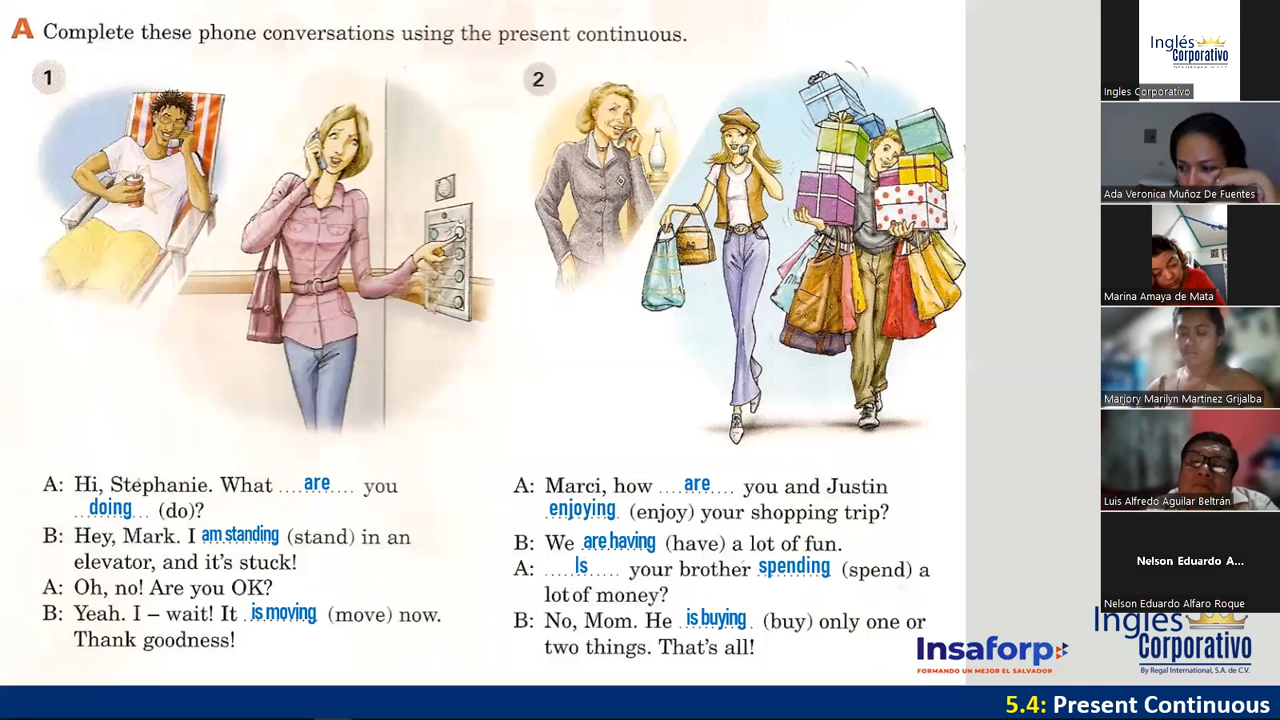 A Complete these phone conversations using the present continuous.
1
2
A: Hi, Stephanie. What are you
doing (do)?
B: Hey, Mark. I am standing (stand) in an
elevator, and it's stuck!
A: Oh, no! Are you OK?
B: Yeah. I – wait! It is moving (move) now.
Thank goodness!
A: Marci, how are you and Justin
enjoying (enjoy) your shopping trip?
B: We are having (have) a lot of fun.
A: Is your brother spending (spend) a
lot of money?
B: No, Mom. He is buying (buy) only one or
two things. That's all!
Insaforp
FORMANDO UN MEJOR EL SALVADOR
Inglés
Corporativo
By Regal International, S.A. de C.V.
5.4: Present Continuous
Inglés
Corporativo
Ingles Corporativo
Ada Veronica Muñoz De Fuentes
Marina Amaya de Mata
Marjory Marilyn Martinez Grijalba
Luis Alfredo Aguilar Beltrán
Nelson Eduardo A...
Nelson Eduardo Alfaro Roque